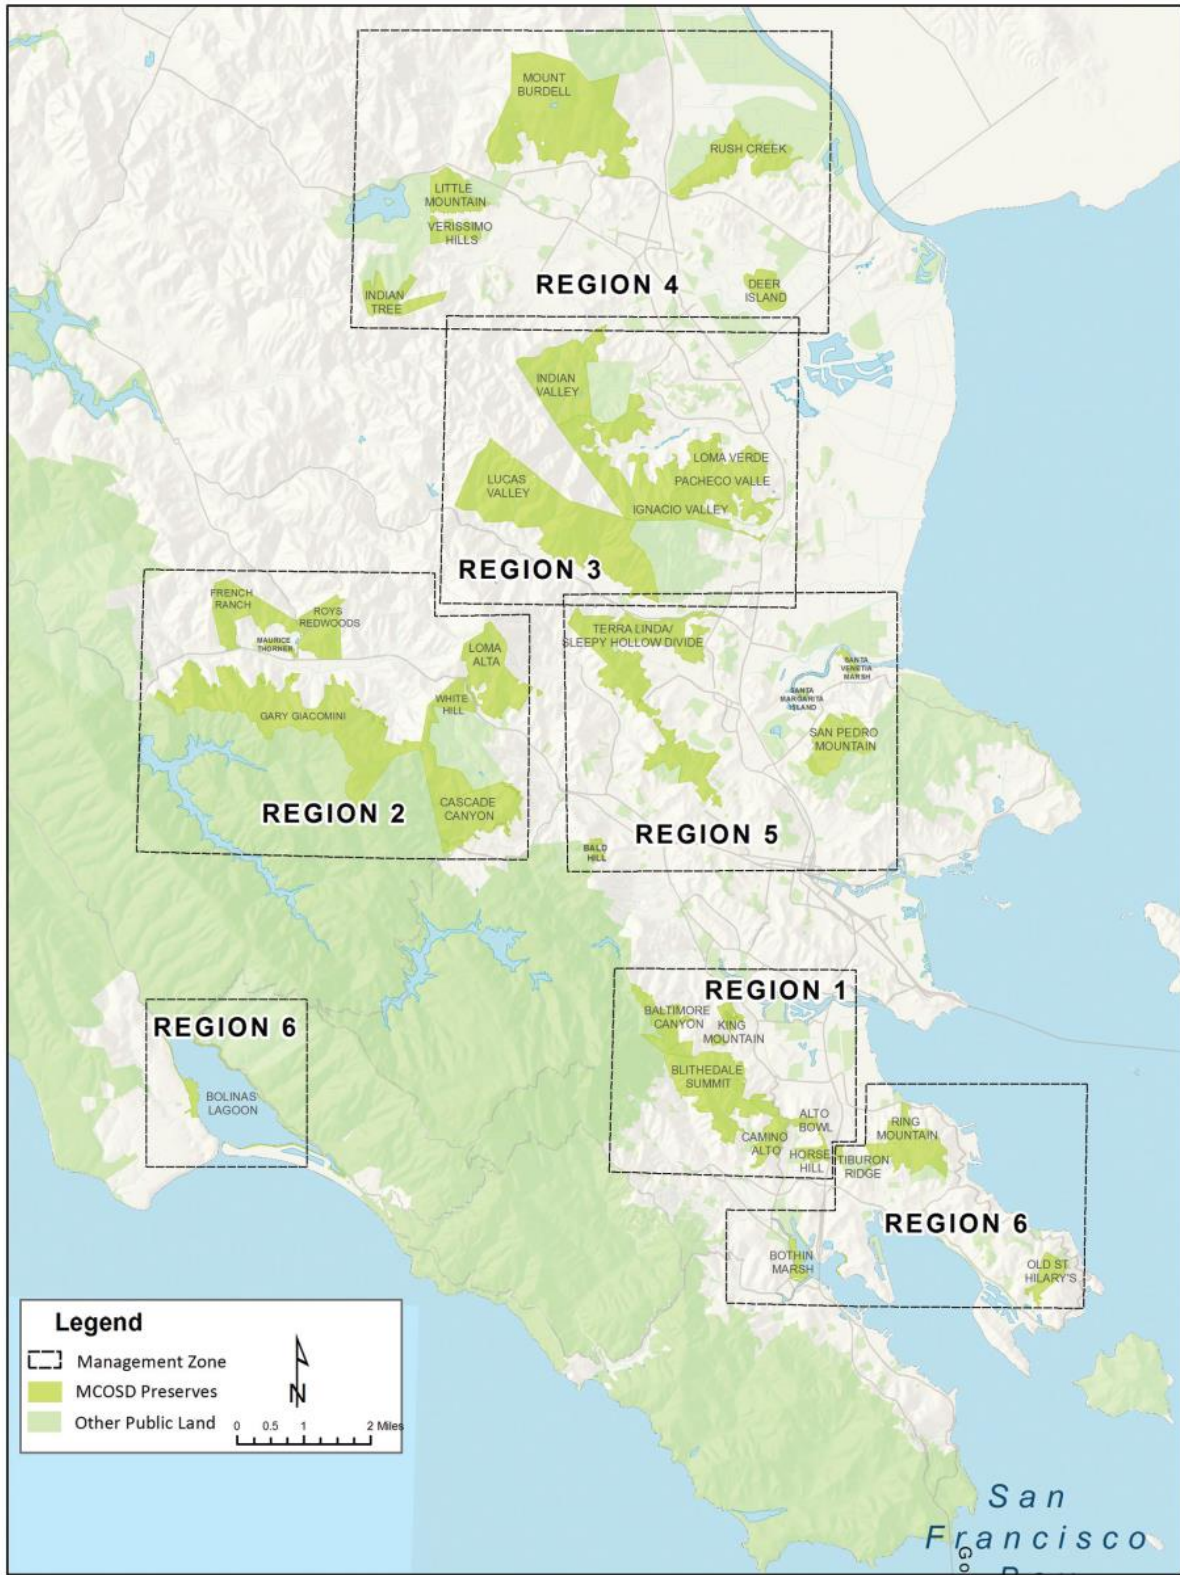 MOUNT
BURDELL
RUSH CREEK
LITTLE
MOUNTAIN
VERISSIMO
HILLS
REGION 4
INDIAN
TREE
DEER
ISLAND
INDIAN
VALLEY
LOMA VERDE
LUCAS
VALLEY
PACHECO VALLE
IGNACIO VALLEY
REGION 3
FRENCH
RANCH
ROYS
REDWOODS
MAURICE
THORNER
LOMA
ALTA
WHITE
HILL
GARY GIACOMINI
CASCADE
CANYON
REGION 2
TERRA LINDA/
SLEEPY HOLLOW DIVIDE
SANTA
VENETIA
MARSH
SANTA
MARGARITA
ISLAND
SAN PEDRO
MOUNTAIN
REGION 5
BALD
HILL
REGION 1
BALTIMORE
CANYON
KING
MOUNTAIN
BLITHEDALE
SUMMIT
ALTO
BOWL
CAMINO
ALTO
HORSE
HILL
REGION 6
BOLINAS
LAGOON
RING
MOUNTAIN
TIBURON
RIDGE
REGION 6
BOTHIN
MARSH
OLD ST
HILARY'S
Legend
Management Zone
MCOSD Preserves
Other Public Land
N
0 0.5 1 2 Miles
San
Francisco
Go